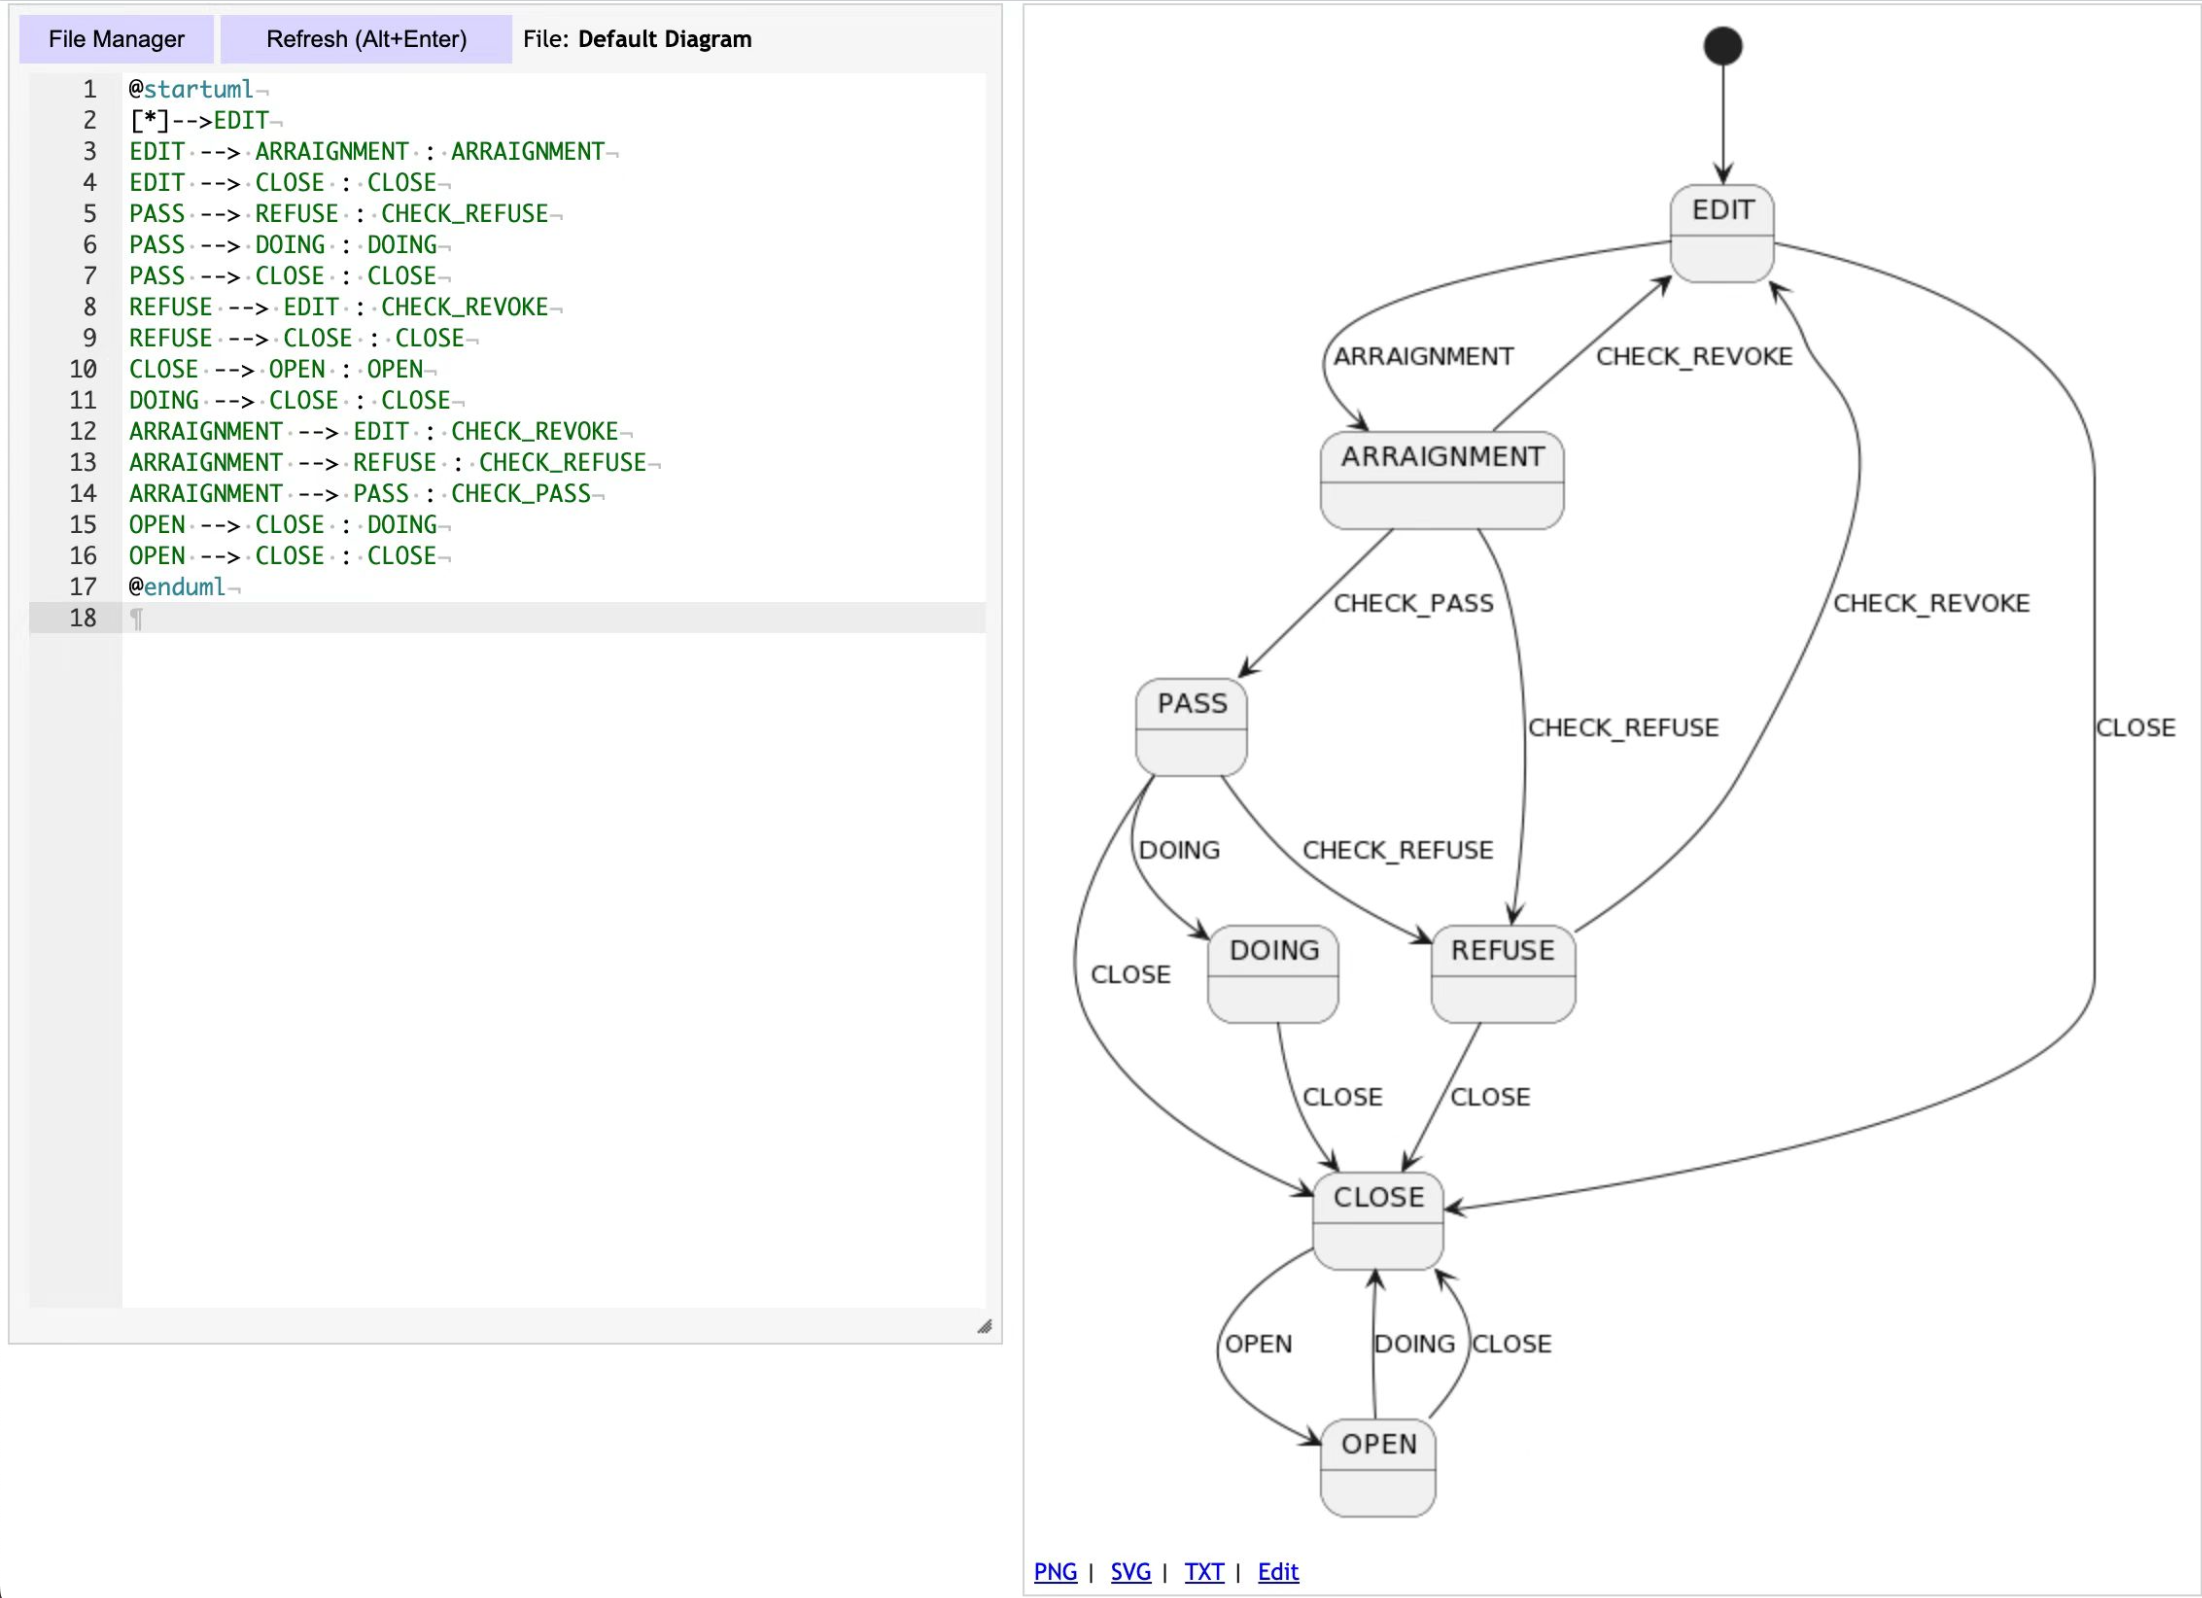 File Manager Refresh (Alt+Enter) File: Default Diagram
1 @startuml¬
2 [*]-->EDIT¬
3 EDIT·-->·ARRAIGNMENT·:·ARRAIGNMENT¬
4 EDIT·-->·CLOSE·:·CLOSE¬
5 PASS·-->·REFUSE·:·CHECK_REFUSE¬
6 PASS·-->·DOING·:·DOING¬
7 PASS·-->·CLOSE·:·CLOSE¬
8 REFUSE·-->·EDIT·:·CHECK_REVOKE¬
9 REFUSE·-->·CLOSE·:·CLOSE¬
10 CLOSE·-->·OPEN·:·OPEN¬
11 DOING·-->·CLOSE·:·CLOSE¬
12 ARRAIGNMENT·-->·EDIT·:·CHECK_REVOKE¬
13 ARRAIGNMENT·-->·REFUSE·:·CHECK_REFUSE¬
14 ARRAIGNMENT·-->·PASS·:·CHECK_PASS¬
15 OPEN·-->·CLOSE·:·DOING¬
16 OPEN·-->·CLOSE·:·CLOSE¬
17 @enduml¬
18 ¶
EDIT
ARRAIGNMENT CHECK_REVOKE
ARRAIGNMENT
CHECK_PASS CHECK_REVOKE
PASS
CHECK_REFUSE CLOSE
DOING CHECK_REFUSE
DOING REFUSE
CLOSE
CLOSE CLOSE
CLOSE
OPEN DOING CLOSE
OPEN
PNG | SVG | TXT | Edit